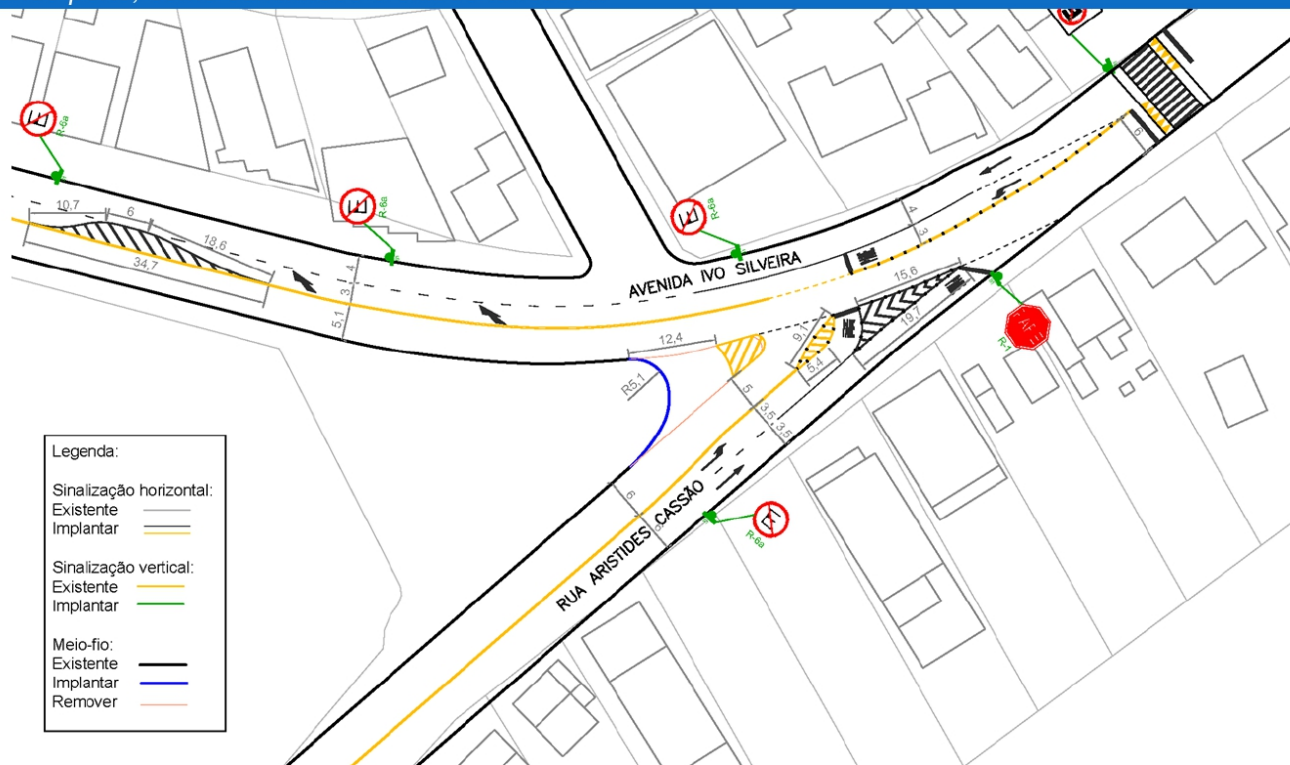 R-6a
10,7
6
18,6
34,7
R-6a
4
3
5,1
R-6a
AVENIDA IVO SILVEIRA
4
3
6
15,6
19,7
R-1
9,1
5,4
12,4
R5,1
5
3,5
3,5
6
RUA ARISTIDES CASSÃO
R-6a
Legenda:
Sinalização horizontal:
Existente
Implantar
Sinalização vertical:
Existente
Implantar
Meio-fio:
Existente
Implantar
Remover